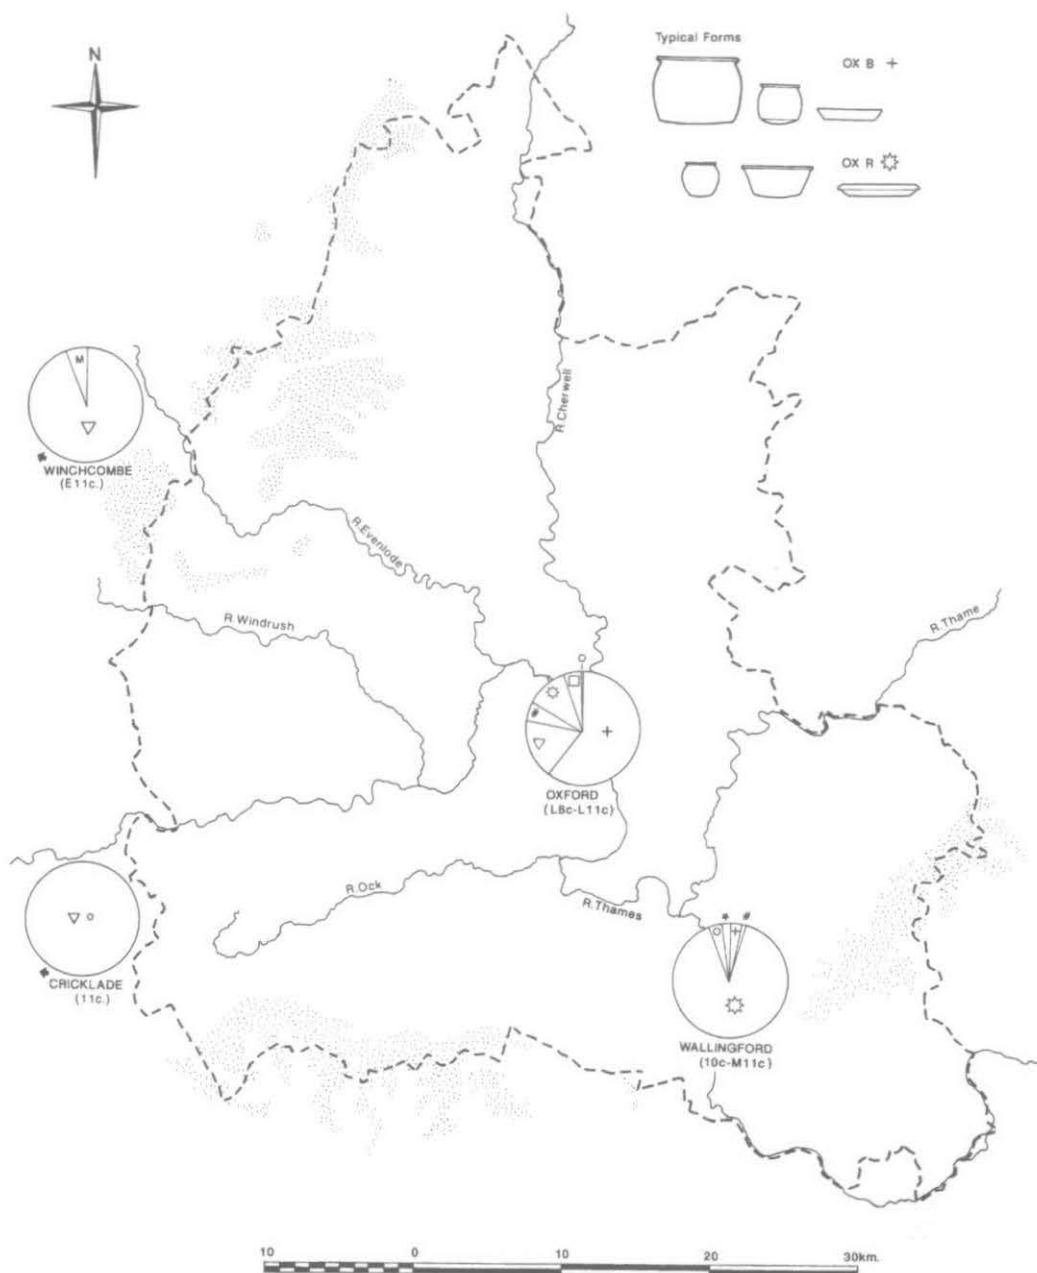 Typical Forms
N
OX B +
OX R
M
R.Cherwell
WINCHCOMBE
(E11c.)
R.Evenlode
R.Windrush
R.Thame
OXFORD
(L8c-L11c)
R.Ock
R.Thames
CRICKLADE
(11c.)
WALLINGFORD
(10c-M11c)
10 0 10 20 30km.